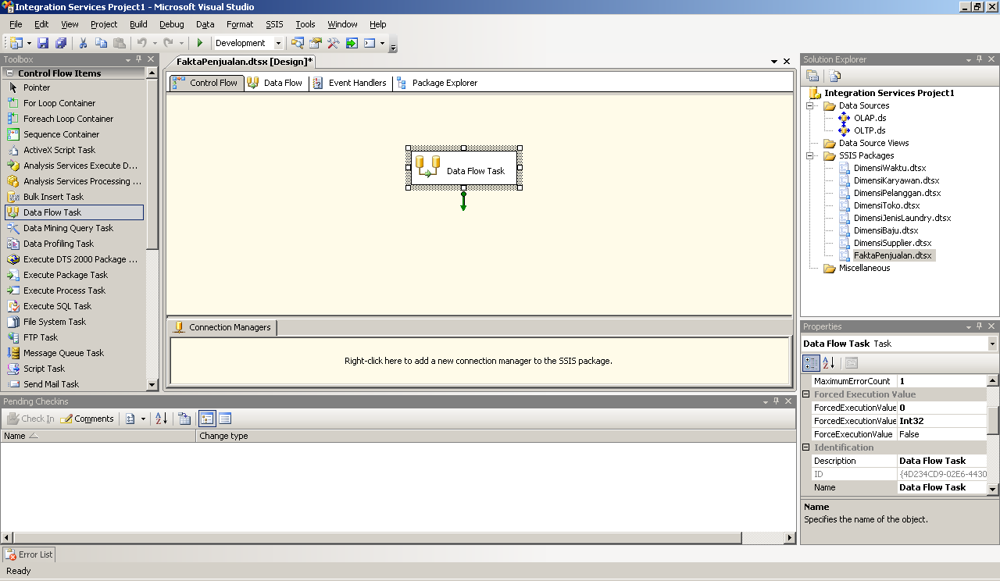 Integration Services Project1 - Microsoft Visual Studio
File Edit View Project Build Debug Data Format SSIS Tools Window Help
Development
Toolbox
Control Flow Items
Pointer
For Loop Container
Foreach Loop Container
Sequence Container
ActiveX Script Task
Analysis Services Execute D...
Analysis Services Processing ...
Bulk Insert Task
Data Flow Task
Data Mining Query Task
Data Profiling Task
Execute DTS 2000 Package ...
Execute Package Task
Execute Process Task
Execute SQL Task
File System Task
FTP Task
Message Queue Task
Script Task
Send Mail Task
FaktaPenjualan.dtsx [Design]*
Control Flow Data Flow Event Handlers Package Explorer
Data Flow Task
Connection Managers
Right-click here to add a new connection manager to the SSIS package.
Solution Explorer
Integration Services Project1
Data Sources
OLAP.ds
OLTP.ds
Data Source Views
SSIS Packages
DimensiWaktu.dtsx
DimensiKaryawan.dtsx
DimensiPelanggan.dtsx
DimensiToko.dtsx
DimensiJenisLaundry.dtsx
DimensiBaju.dtsx
DimensiSupplier.dtsx
FaktaPenjualan.dtsx
Miscellaneous
Properties
Data Flow Task Task
MaximumErrorCount 1
Forced Execution Value
ForcedExecutionValue 0
ForcedExecutionValue Int32
ForceExecutionValue False
Identification
Description Data Flow Task
ID {4D234CD9-02E6-4430
Name Data Flow Task
Name
Specifies the name of the object.
Pending Checkins
Check In Comments
Name Change type
Error List
Ready